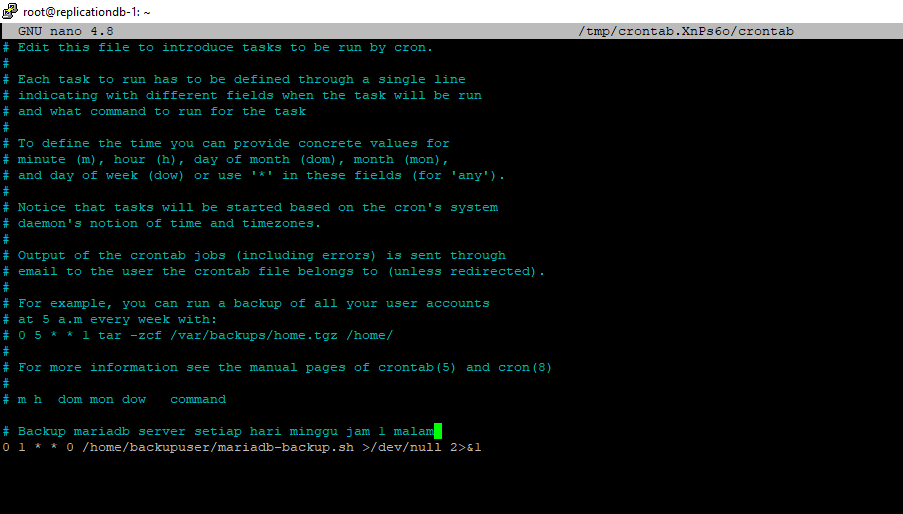 root@replicationdb-1: ~
GNU nano 4.8 /tmp/crontab.XnPs6o/crontab
# Edit this file to introduce tasks to be run by cron.
#
# Each task to run has to be defined through a single line
# indicating with different fields when the task will be run
# and what command to run for the task
#
# To define the time you can provide concrete values for
# minute (m), hour (h), day of month (dom), month (mon),
# and day of week (dow) or use '*' in these fields (for 'any').
#
# Notice that tasks will be started based on the cron's system
# daemon's notion of time and timezones.
#
# Output of the crontab jobs (including errors) is sent through
# email to the user the crontab file belongs to (unless redirected).
#
# For example, you can run a backup of all your user accounts
# at 5 a.m every week with:
# 0 5 * * 1 tar -zcf /var/backups/home.tgz /home/
#
# For more information see the manual pages of crontab(5) and cron(8)
#
# m h  dom mon dow   command
# Backup mariadb server setiap hari minggu jam 1 malam
0 1 * * 0 /home/backupuser/mariadb-backup.sh >/dev/null 2>&1